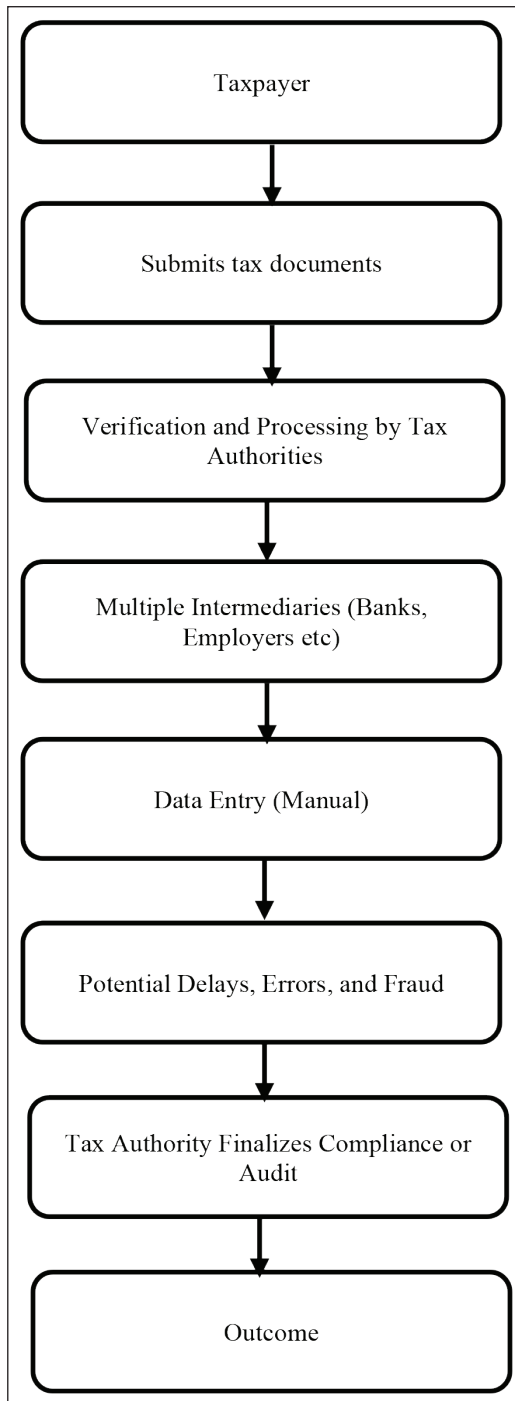 Taxpayer
Submits tax documents
Verification and Processing by Tax
Authorities
Multiple Intermediaries (Banks,
Employers etc)
Data Entry (Manual)
Potential Delays, Errors, and Fraud
Tax Authority Finalizes Compliance or
Audit
Outcome